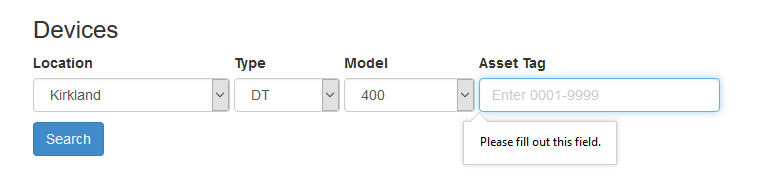 Devices
Location Type Model Asset Tag
Kirkland DT 400 Enter 0001-9999
Search Please fill out this field.